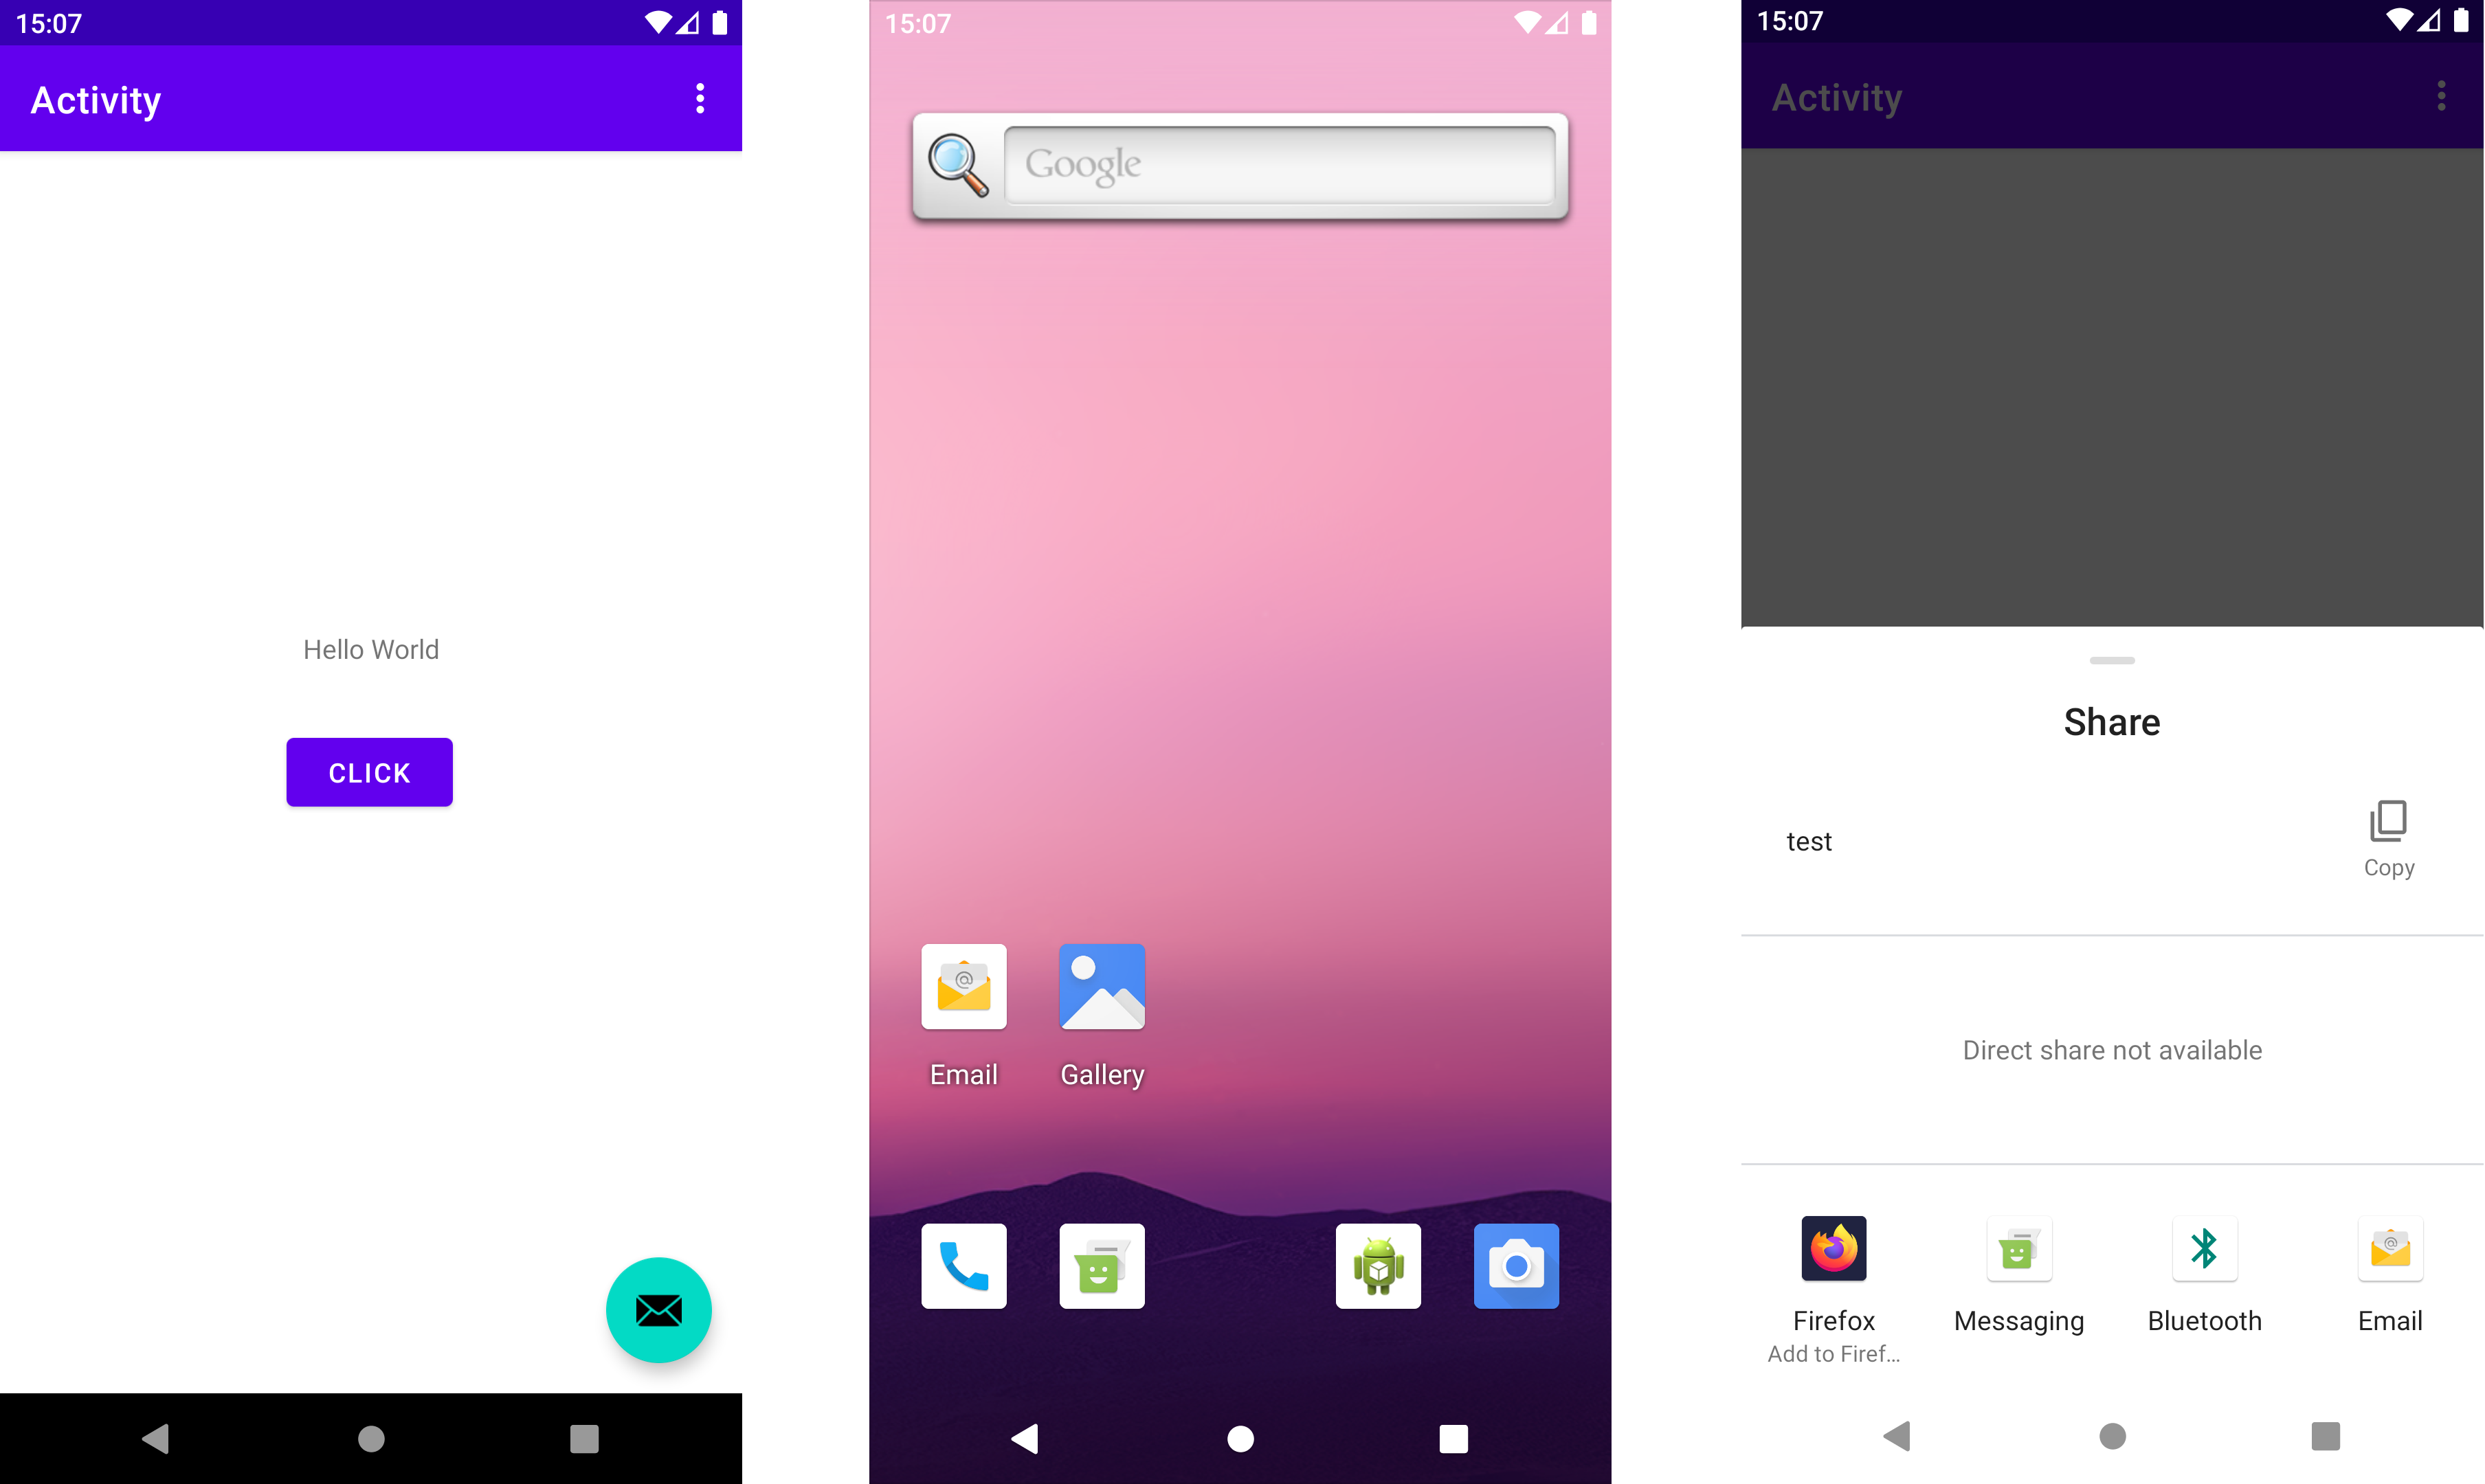 15:07
Activity
Hello World
CLICK
15:07
Google
@
Email Gallery
15:07
Activity
Share
test
Copy
Direct share not available
@
Firefox Messaging Bluetooth Email
Add to Firef...